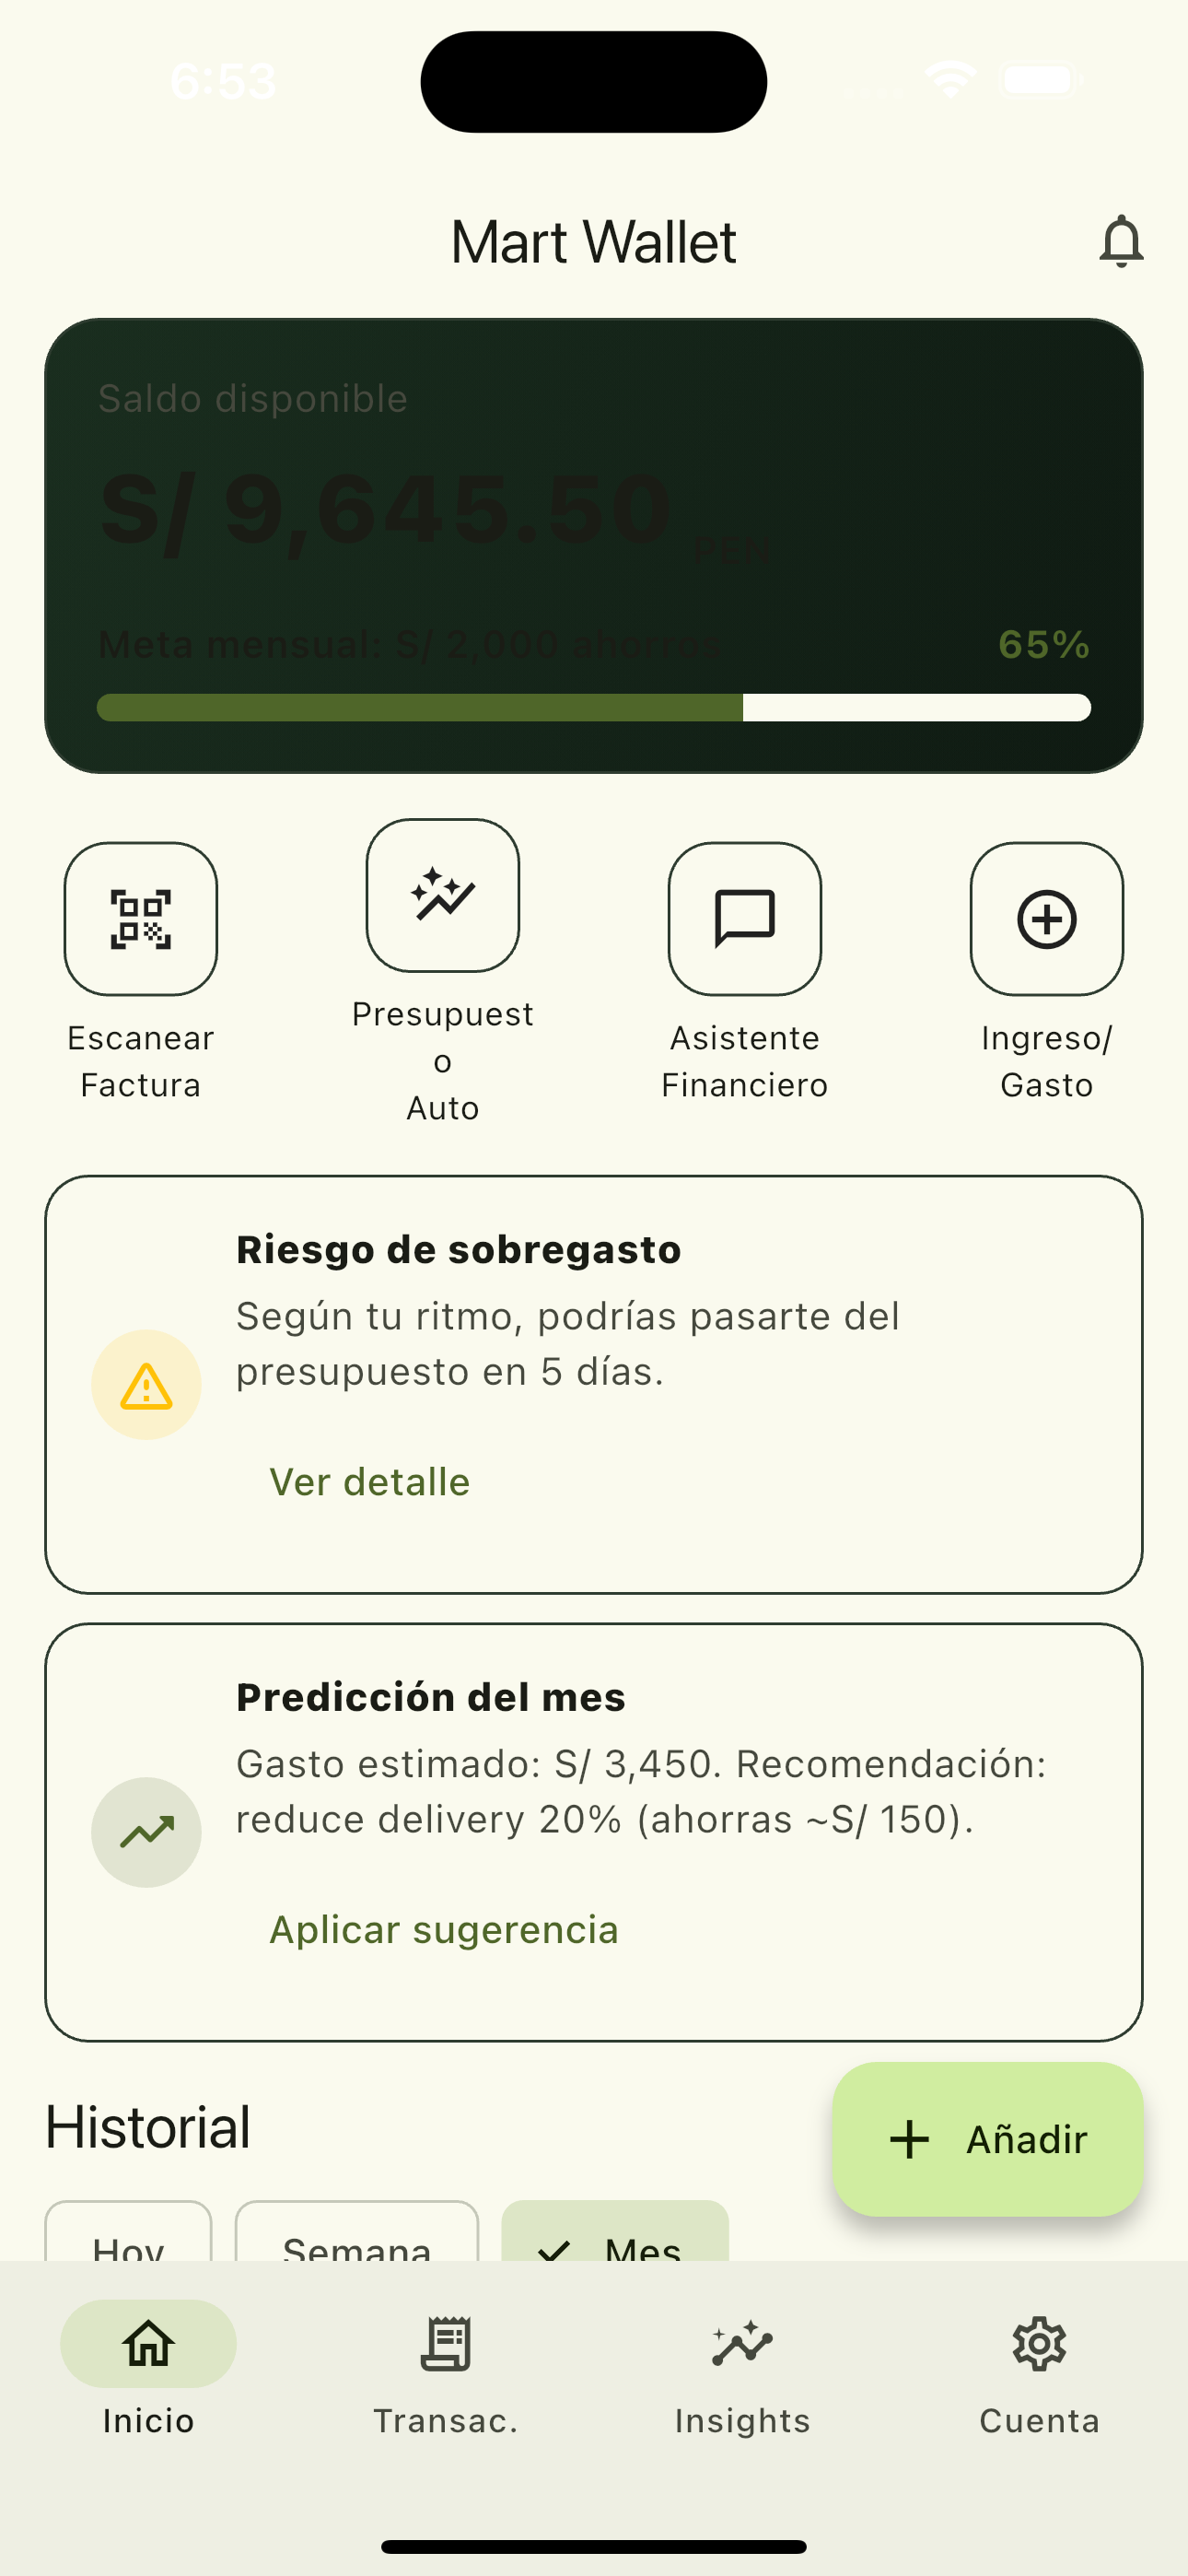 6:53
Mart Wallet
Saldo disponible
S/ 9,645.50 PEN
Meta mensual: S/ 2,000 ahorros 65%
Escanear
Factura
Presupuest
o
Auto
Asistente
Financiero
Ingreso/
Gasto
Riesgo de sobregasto
Según tu ritmo, podrías pasarte del
presupuesto en 5 días.
Ver detalle
Predicción del mes
Gasto estimado: S/ 3,450. Recomendación:
reduce delivery 20% (ahorras ~S/ 150).
Aplicar sugerencia
Historial
Añadir
Hoy Semana Mes
Inicio Transac. Insights Cuenta